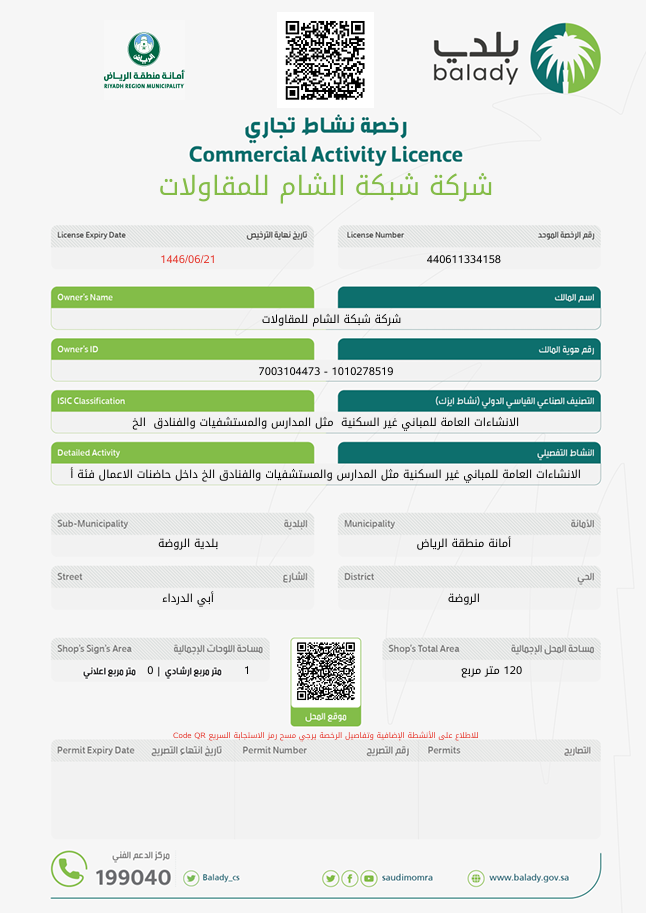 أمانة منطقة الرياض
RIYADH REGION MUNICIPALITY
بلدي
balady
رخصة نشاط تجاري
Commercial Activity Licence
شركة شبكة الشام للمقاولات
License Expiry Date تاريخ نهاية الترخيص
1446/06/21
License Number رقم الرخصة الموحد
440611334158
Owner's Name اسم المالك
شركة شبكة الشام للمقاولات
Owner's ID رقم هوية المالك
7003104473 - 1010278519
ISIC Classification التصنيف الصناعي القياسي الدولي (نشاط ايزك)
الانشاءات العامة للمباني غير السكنية مثل المدارس والمستشفيات والفنادق الخ
Detailed Activity النشاط التفصيلي
الانشاءات العامة للمباني غير السكنية مثل المدارس والمستشفيات والفنادق الخ داخل حاضنات الاعمال فئة أ
Municipality الأمانة
أمانة منطقة الرياض
Sub-Municipality البلدية
بلدية الروضة
District الحي
الروضة
Street الشارع
أبي الدرداء
Shop's Total Area مساحة المحل الإجمالية
120 متر مربع
Shop's Sign's Area مساحة اللوحات الإجمالية
1 متر مربع ارشادي | 0 متر مربع اعلاني
موقع المحل
للاطلاع على الأنشطة الإضافية وتفاصيل الرخصة يرجي مسح رمز الاستجابة السريع Code QR
Permits التصاريح
Permit Number رقم التصريح
Permit Expiry Date تاريخ انتهاء التصريح
مركز الدعم الفني
199040
Balady_cs
saudimomra
www.balady.gov.sa